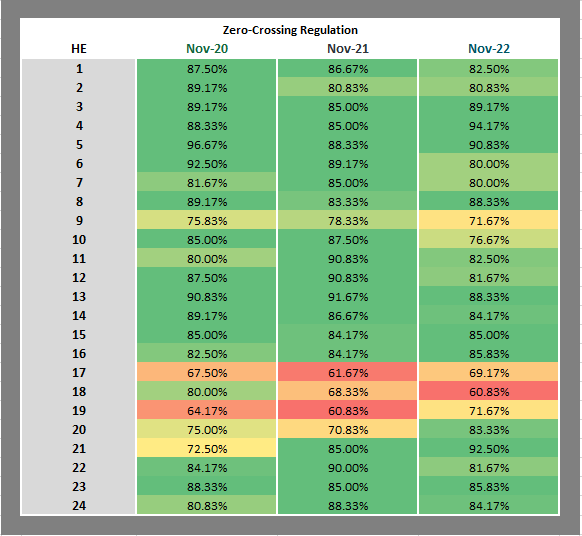 Zero-Crossing Regulation
HE Nov-20 Nov-21 Nov-22
1 87.50% 86.67% 82.50%
2 89.17% 80.83% 80.83%
3 89.17% 85.00% 89.17%
4 88.33% 85.00% 94.17%
5 96.67% 88.33% 90.83%
6 92.50% 89.17% 80.00%
7 81.67% 85.00% 80.00%
8 89.17% 83.33% 88.33%
9 75.83% 78.33% 71.67%
10 85.00% 87.50% 76.67%
11 80.00% 90.83% 82.50%
12 87.50% 90.83% 81.67%
13 90.83% 91.67% 88.33%
14 89.17% 86.67% 84.17%
15 85.00% 84.17% 85.00%
16 82.50% 84.17% 85.83%
17 67.50% 61.67% 69.17%
18 80.00% 68.33% 60.83%
19 64.17% 60.83% 71.67%
20 75.00% 70.83% 83.33%
21 72.50% 85.00% 92.50%
22 84.17% 90.00% 81.67%
23 88.33% 85.00% 85.83%
24 80.83% 88.33% 84.17%